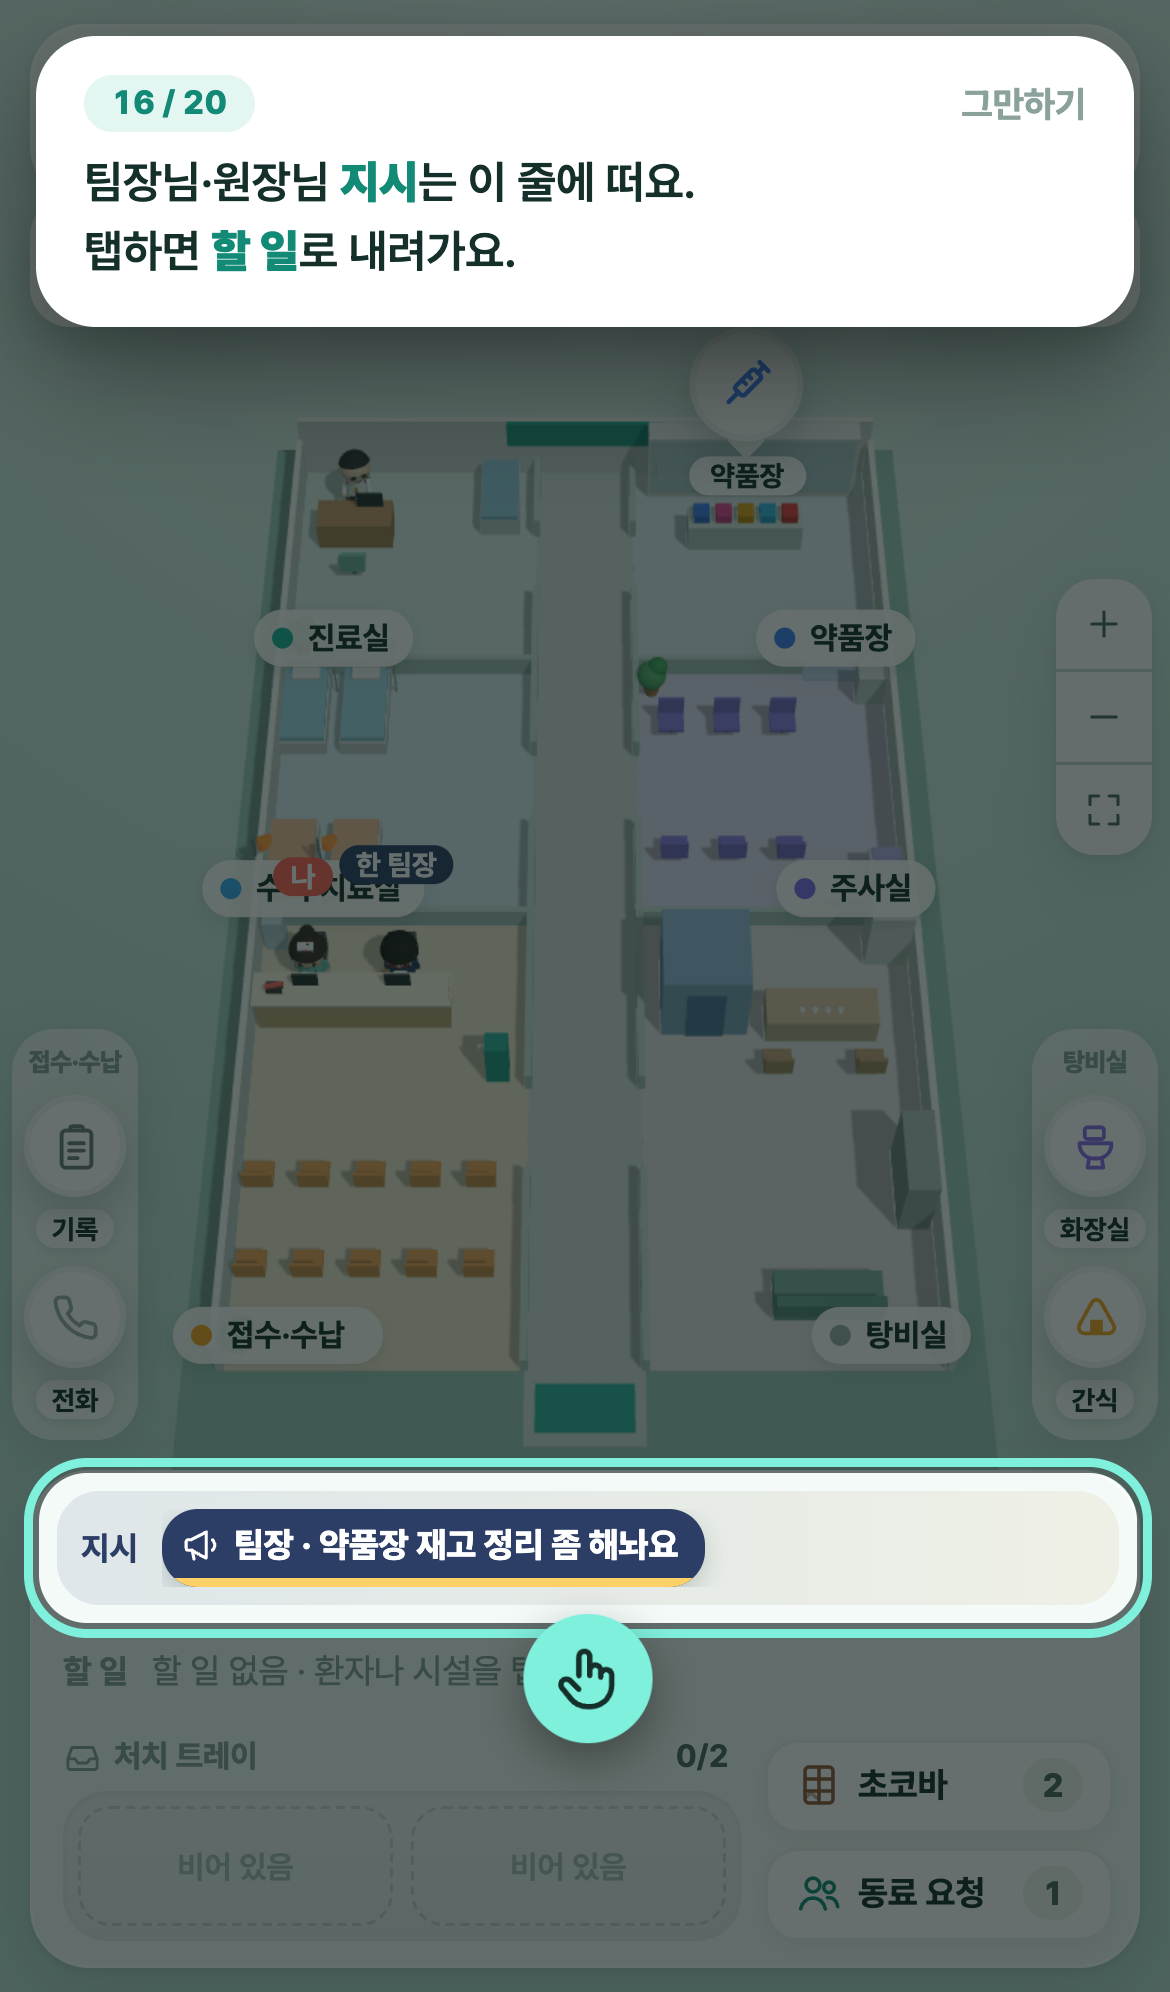 16 / 20
그만하기
팀장님·원장님 지시는 이 줄에 떠요.
탭하면 할 일로 내려가요.
약품장
진료실
약품장
나
한 팀장
치료실
주사실
접수·수납
탕비실
기록
화장실
접수·수납
탕비실
전화
간식
지시
팀장 · 약품장 재고 정리 좀 해놔요
할 일
할 일 없음 · 환자나 시설을
처치 트레이
0/2
초코바
2
비어 있음
비어 있음
동료 요청
1